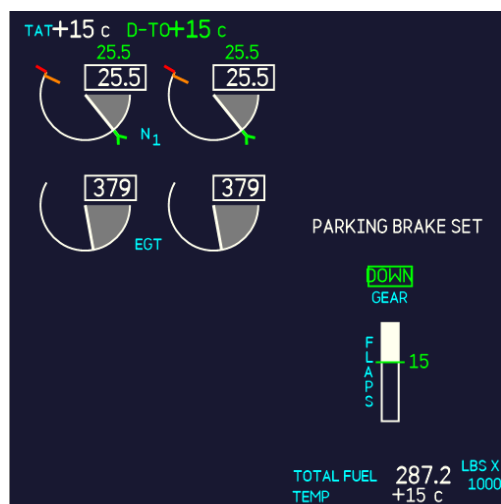 TAT+15 c D-TO+15 c
25.5 25.5
25.5 25.5
N1
379 379
EGT
PARKING BRAKE SET
DOWN
GEAR
FLAPS
15
TOTAL FUEL 287.2 LBS X
1000
TEMP +15 c